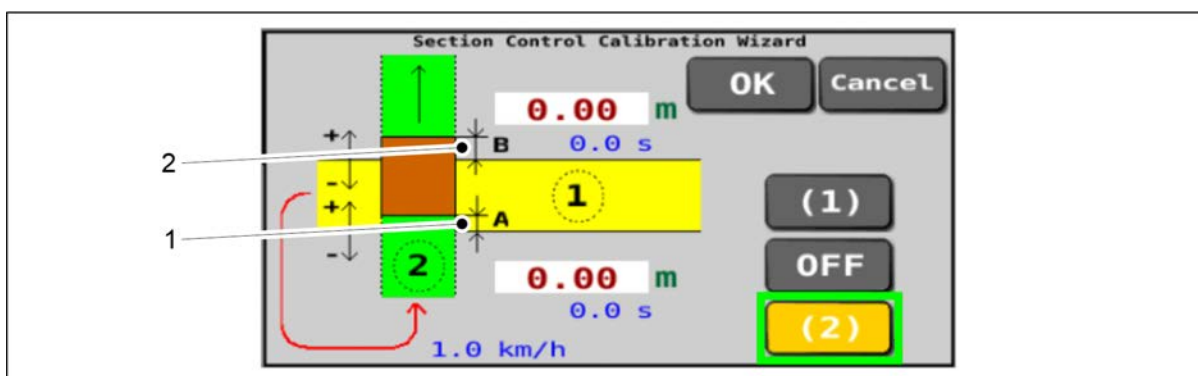 Section Control Calibration Wizard
OK Cancel
0.00 m
+ B 0.0 s
2
- 1 (1)
+ A
1
- 2 OFF
0.00 m
0.0 s (2)
1.0 km/h